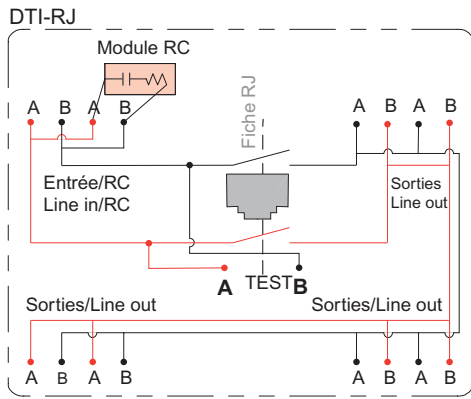 DTI-RJ
Module RC
A B A B
Fiche RJ
A B A B
Entrée/RC
Line in/RC
Sorties
Line out
A TEST B
Sorties/Line out
Sorties/Line out
A B A B
A B A B